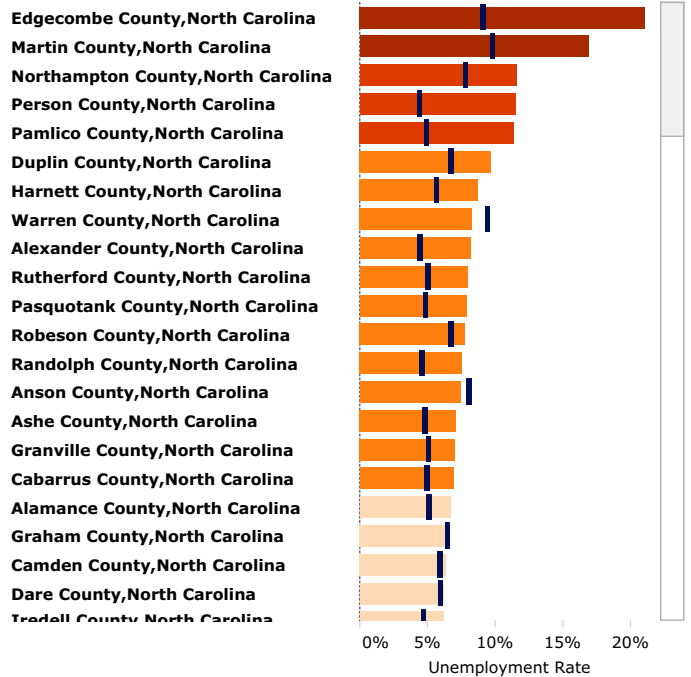 Edgecombe County,North Carolina
Martin County,North Carolina
Northampton County,North Carolina
Person County,North Carolina
Pamlico County,North Carolina
Duplin County,North Carolina
Harnett County,North Carolina
Warren County,North Carolina
Alexander County,North Carolina
Rutherford County,North Carolina
Pasquotank County,North Carolina
Robeson County,North Carolina
Randolph County,North Carolina
Anson County,North Carolina
Ashe County,North Carolina
Granville County,North Carolina
Cabarrus County,North Carolina
Alamance County,North Carolina
Graham County,North Carolina
Camden County,North Carolina
Dare County,North Carolina
Iredell County,North Carolina
0% 5% 10% 15% 20%
Unemployment Rate